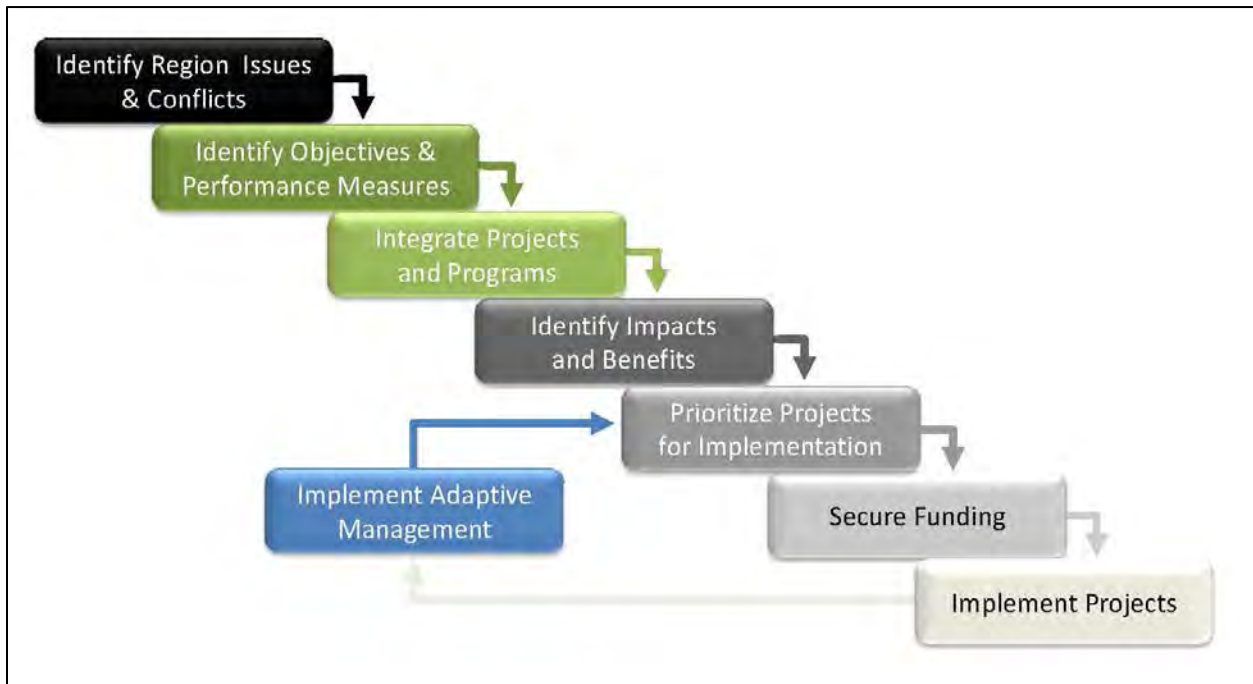 Identify Region Issues
& Conflicts
Identify Objectives &
Performance Measures
Integrate Projects
and Programs
Identify Impacts
and Benefits
Prioritize Projects
for Implementation
Implement Adaptive
Management
Secure Funding
Implement Projects